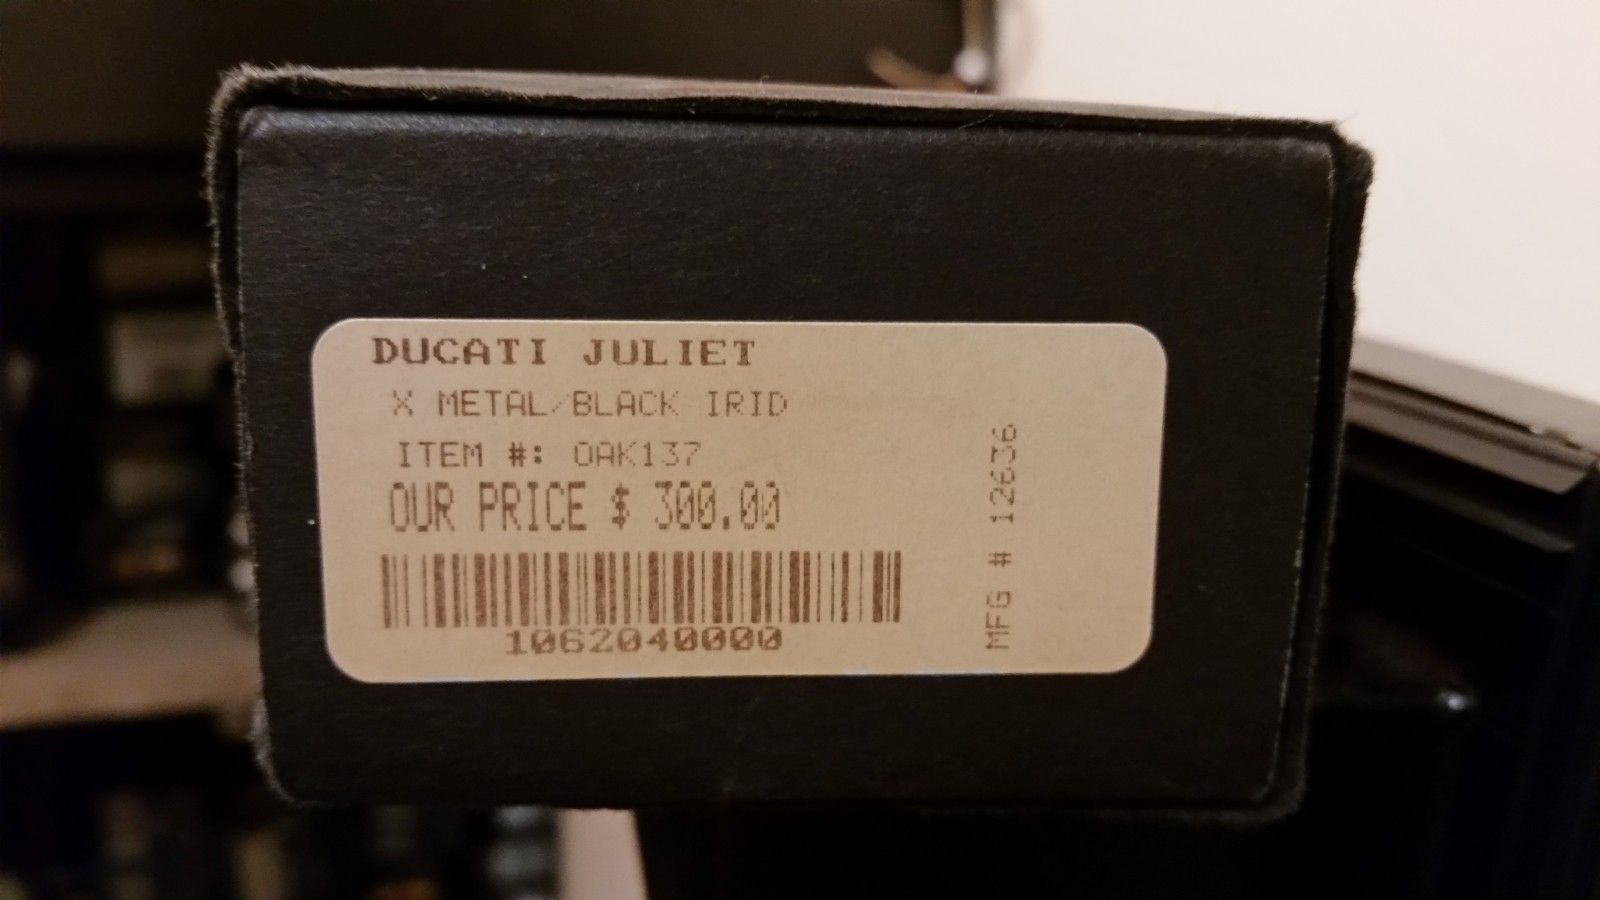 DUCATI JULIET
X METAL/BLACK IRID
ITEM #: OAK137
OUR PRICE $ 300.00
1062040000
MFG # 12636